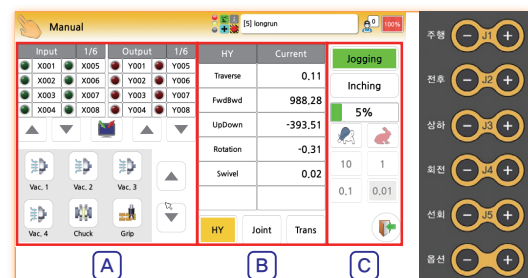 Manual
[5] longrun
0
100%
Input 1/6 Output 1/6
X001 X005 Y001 Y005
X002 X006 Y002 Y006
X003 X007 Y003 Y007
X004 X008 Y004 Y008
Vac. 1 Vac. 2 Vac. 3
Vac. 4 Chuck Grip
HY Current
Traverse 0.11
FwdBwd 988,28
UpDown -393,51
Rotation -0,31
Swivel 0,02
HY Joint Trans
Jogging
Inching
5%
10 1
0.1 0.01
A B C
주행 - J1 +
전후 - J2 +
상하 - J3 +
회전 - J4 +
선회 - J5 +
옵션 - +